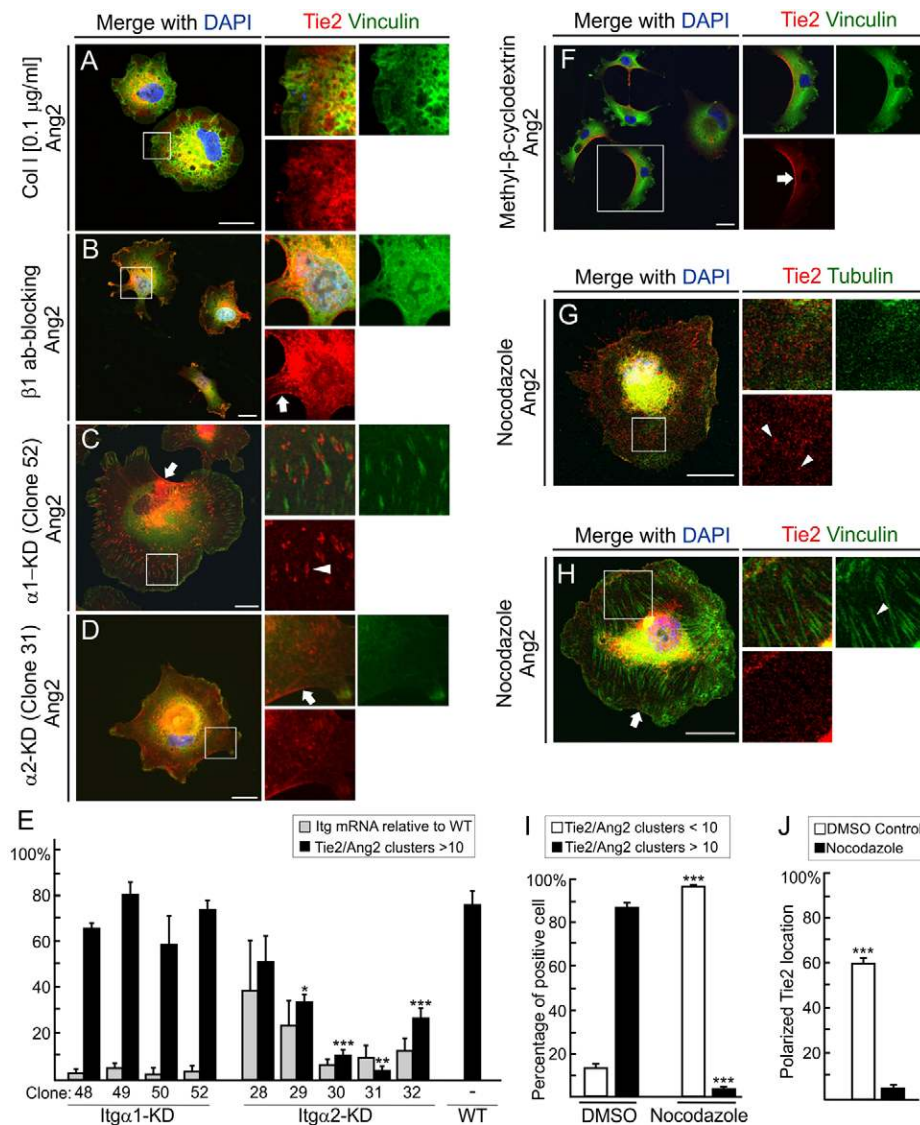 Merge with DAPI
Tie2 Vinculin
Col I [0.1 µg/ml]
Ang2
A
β1 ab-blocking
Ang2
B
α1–KD (Clone 52)
Ang2
C
α2-KD (Clone 31)
Ang2
D
Merge with DAPI
Tie2 Vinculin
Methyl-β-cyclodextrin
Ang2
F
Merge with DAPI
Tie2 Tubulin
Nocodazole
Ang2
G
Merge with DAPI
Tie2 Vinculin
Nocodazole
Ang2
H
E
Itg mRNA relative to WT
Tie2/Ang2 clusters >10
100%
80
60
40
20
* *** ** ***
Clone: 48 49 50 52 28 29 30 31 32 -
Itgα1-KD Itgα2-KD WT
I
Tie2/Ang2 clusters < 10
Tie2/Ang2 clusters > 10
Percentage of positive cell
100%
80
60
40
20
***
***
DMSO Nocodazole
J
DMSO Control
Nocodazole
Polarized Tie2 location
100%
80
60
40
20
***